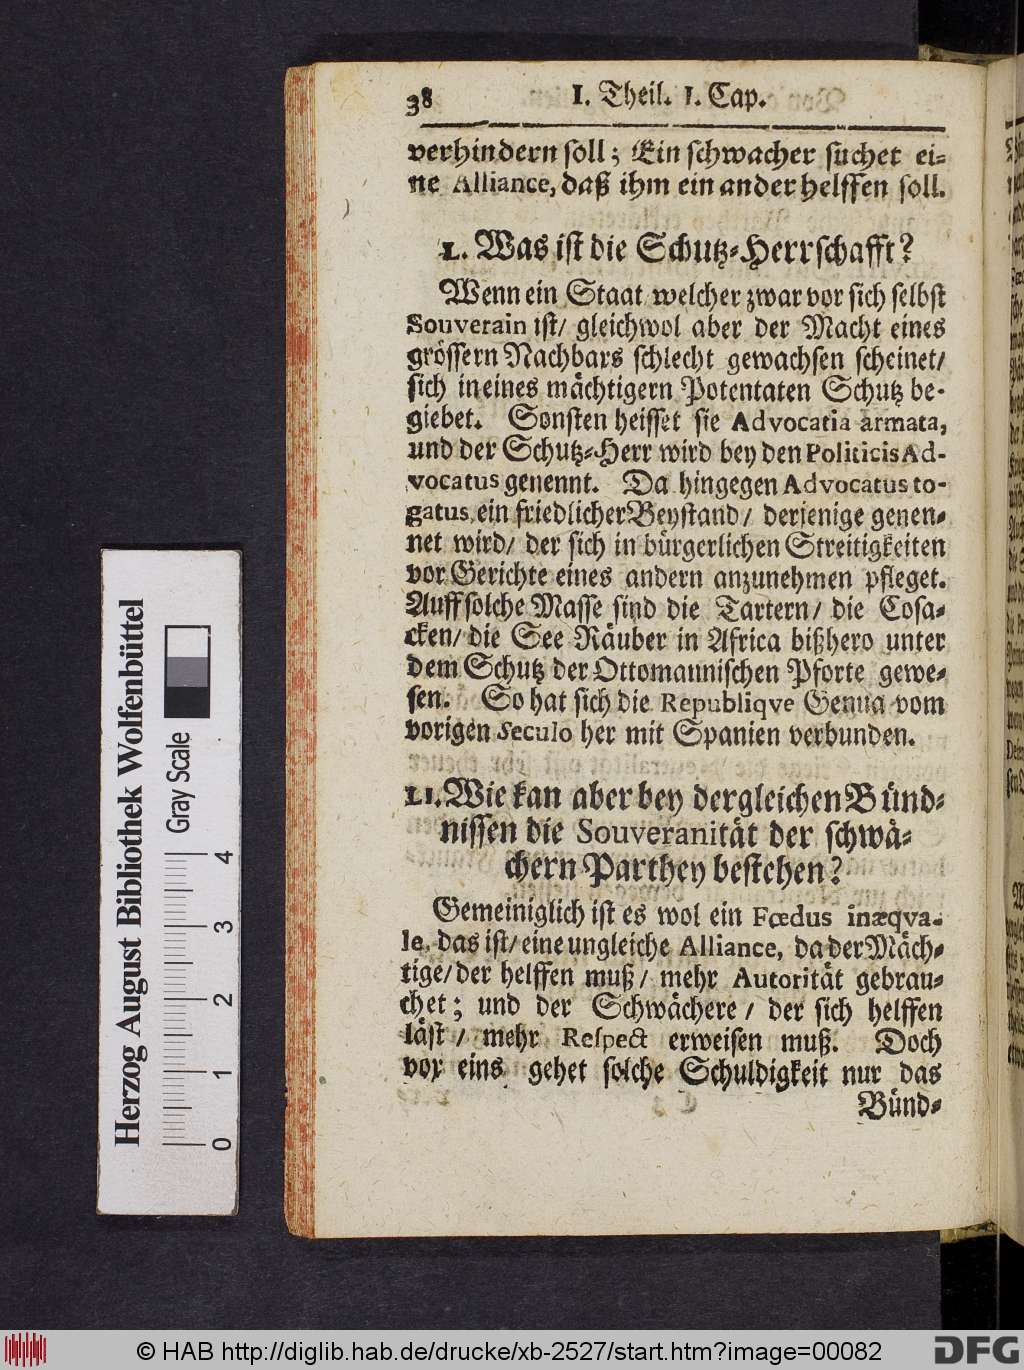 38 I. Theil. I. Cap.
verhindern soll; Ein schwacher suchet ei-
ne Alliance, daß ihm ein ander helffen soll.
1. Was ist die Schutz-Herrschafft?
Wenn ein Staat welcher zwar vor sich selbst
Souverain ist/ gleichwol aber der Macht eines
grössern Nachbars schlecht gewachsen scheinet/
sich in eines mächtigern Potentaten Schutz be-
giebet. Sonsten heisset sie Advocatia armata,
und der Schutz-Herr wird bey den Politicis Ad-
vocatus genennt. Da hingegen Advocatus to-
gatus ein friedlicher Beystand/ derjenige genen-
net wird/ der sich in bürgerlichen Streitigkeiten
vor Gerichte eines andern anzunehmen pfleget.
Auff solche Masse sind die Tartern/ die Cosa-
cken/ die See Räuber in Africa bißhero unter
dem Schutz der Ottomannischen Pforte gewe-
sen. So hat sich die Republiqve Genua vom
vorigen Seculo her mit Spanien verbunden.
11. Wie kan aber bey dergleichen Bünd-
nissen die Souveranität der schwä-
chern Parthey bestehen?
Gemeiniglich ist es wol ein Fœdus inæqva-
le, das ist/ eine ungleiche Alliance, da der Mäch-
tige/ der helffen muß/ mehr Autorität gebrau-
chet; und der Schwächere/ der sich helffen
läst/ mehr Respect erweisen muß. Doch
vor eins gehet solche Schuldigkeit nur das
Bünd-
Herzog August Bibliothek Wolfenbüttel
Gray Scale
0 1 2 3 4
© HAB http://diglib.hab.de/drucke/xb-2527/start.htm?image=00082
DFG